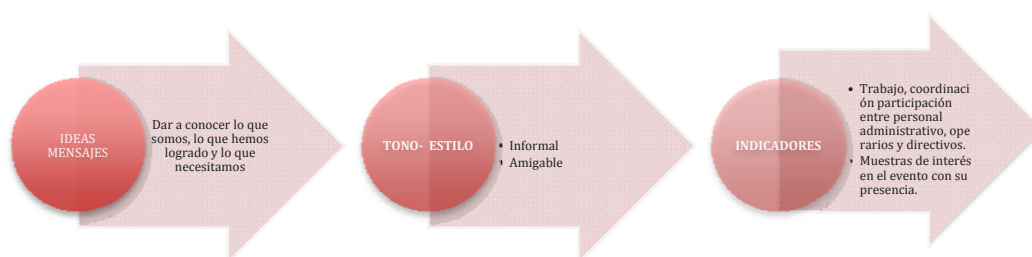 IDEAS
MENSAJES
Dar a conocer lo que
somos, lo que hemos
logrado y lo que
necesitamos
TONO- ESTILO
• Informal
• Amigable
INDICADORES
• Trabajo, coordinaci
ón participación
entre personal
administrativo, ope
rarios y directivos.
• Muestras de interés
en el evento con su
presencia.